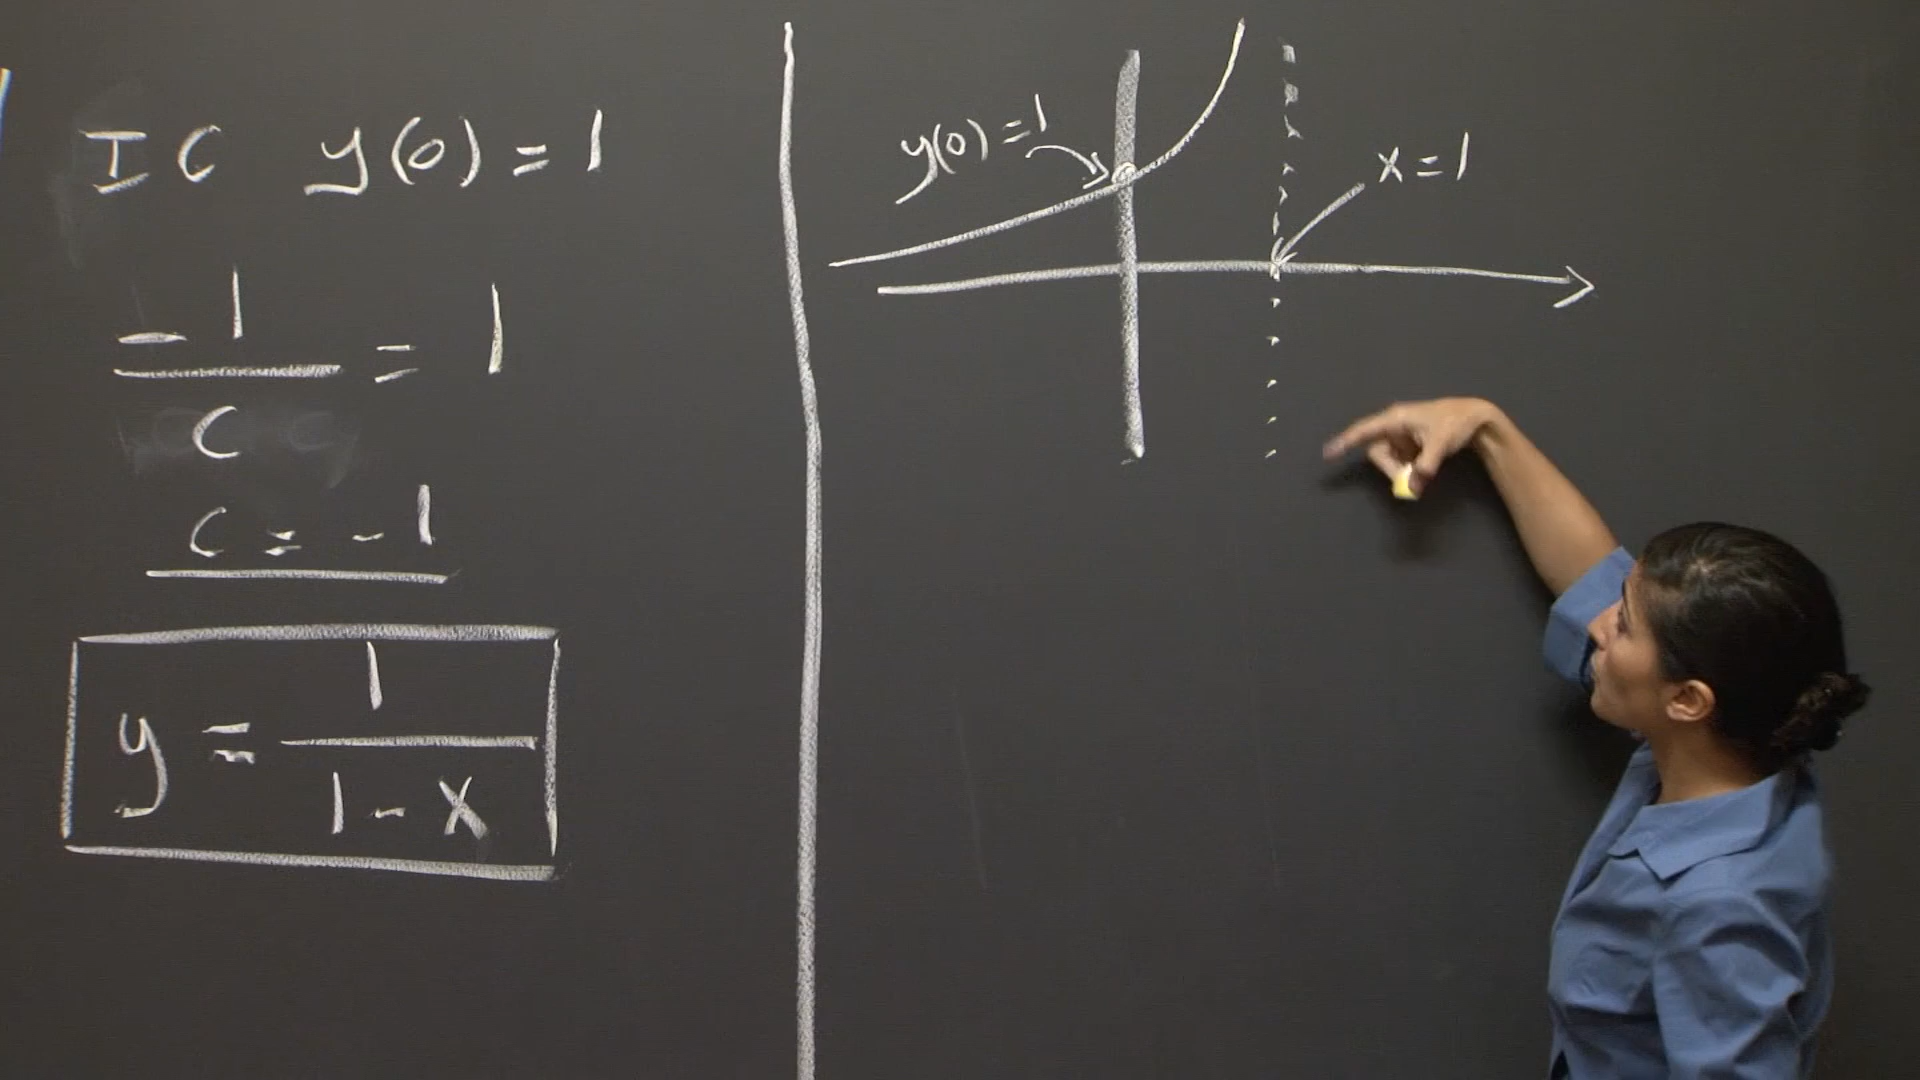 IC y(0) = 1
-1/C = 1
C = -1
y = 1/(1-x)
y(0)=1
x=1